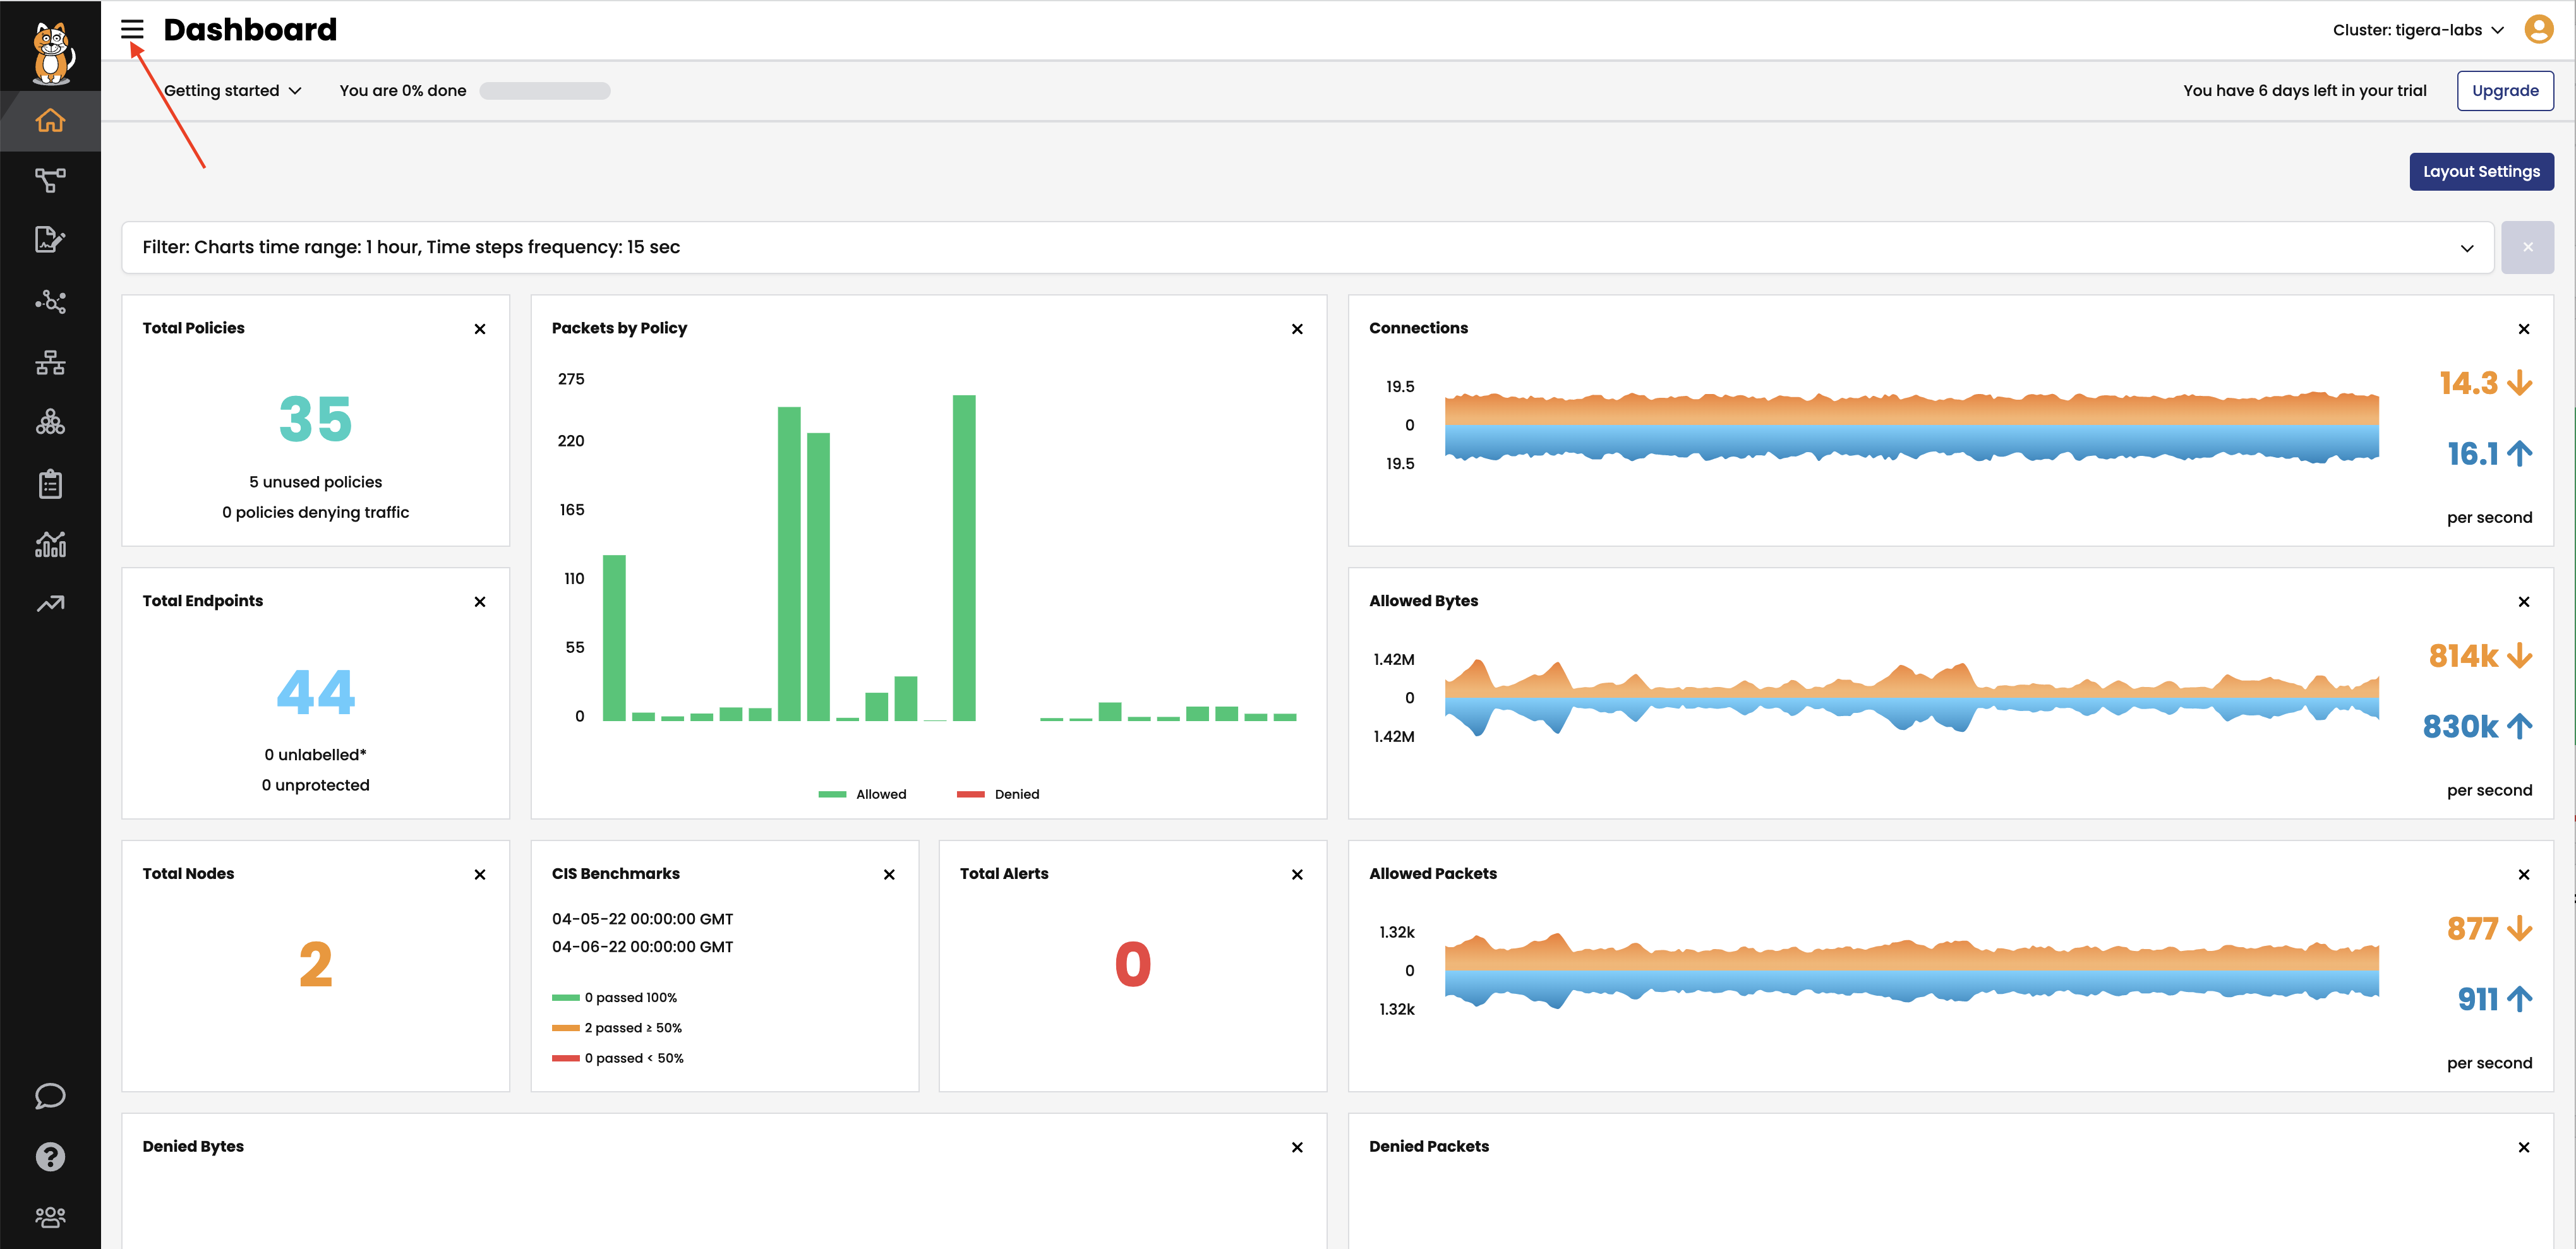 Dashboard
Cluster: tigera-labs
Getting started
You are 0% done
You have 6 days left in your trial
Upgrade
Layout Settings
Filter: Charts time range: 1 hour, Time steps frequency: 15 sec
Total Policies
35
5 unused policies
0 policies denying traffic
Packets by Policy
275
220
165
110
55
0
Allowed
Denied
Connections
19.5
0
19.5
14.3
16.1
per second
Total Endpoints
44
0 unlabelled*
0 unprotected
Allowed Bytes
1.42M
0
1.42M
814k
830k
per second
Total Nodes
2
CIS Benchmarks
04-05-22 00:00:00 GMT
04-06-22 00:00:00 GMT
0 passed 100%
2 passed ≥ 50%
0 passed < 50%
Total Alerts
0
Allowed Packets
1.32k
0
1.32k
877
911
per second
Denied Bytes
Denied Packets